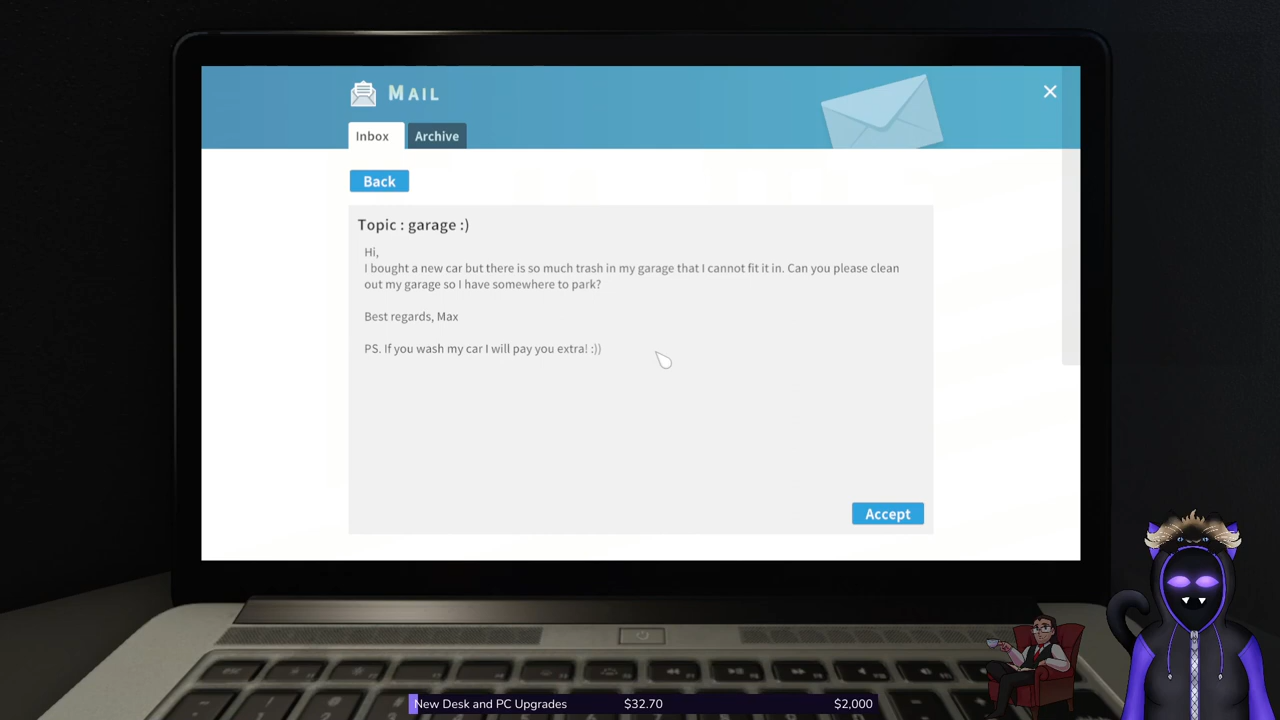 MAIL
Inbox
Archive
Back
Topic : garage :)
Hi,
I bought a new car but there is so much trash in my garage that I cannot fit it in. Can you please clean
out my garage so I have somewhere to park?
Best regards, Max
PS. If you wash my car I will pay you extra! :))
Accept
New Desk and PC Upgrades $32.70 $2,000